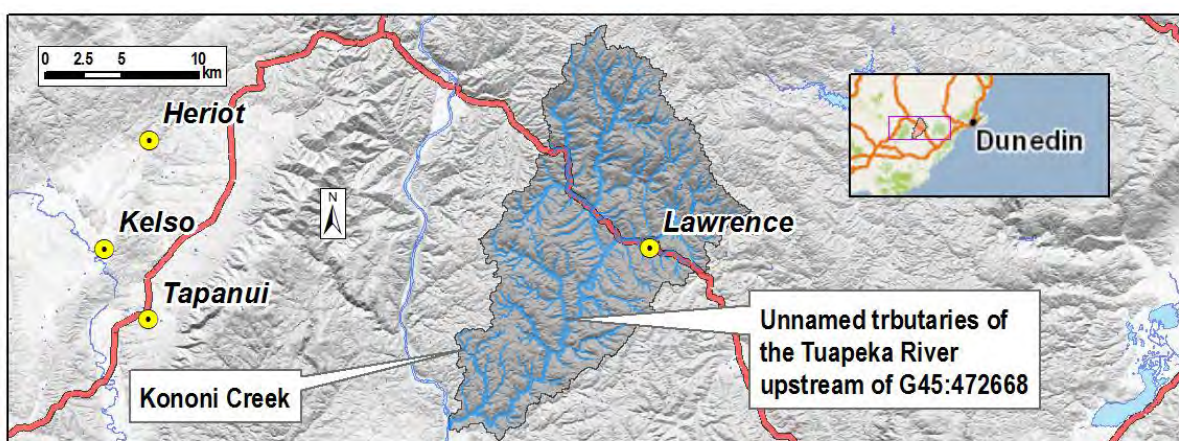 0 2.5 5 10
km
Heriot
Kelso
Tapanui
N
Lawrence
Dunedin
Kononi Creek
Unnamed trbutaries of
the Tuapeka River
upstream of G45:472668